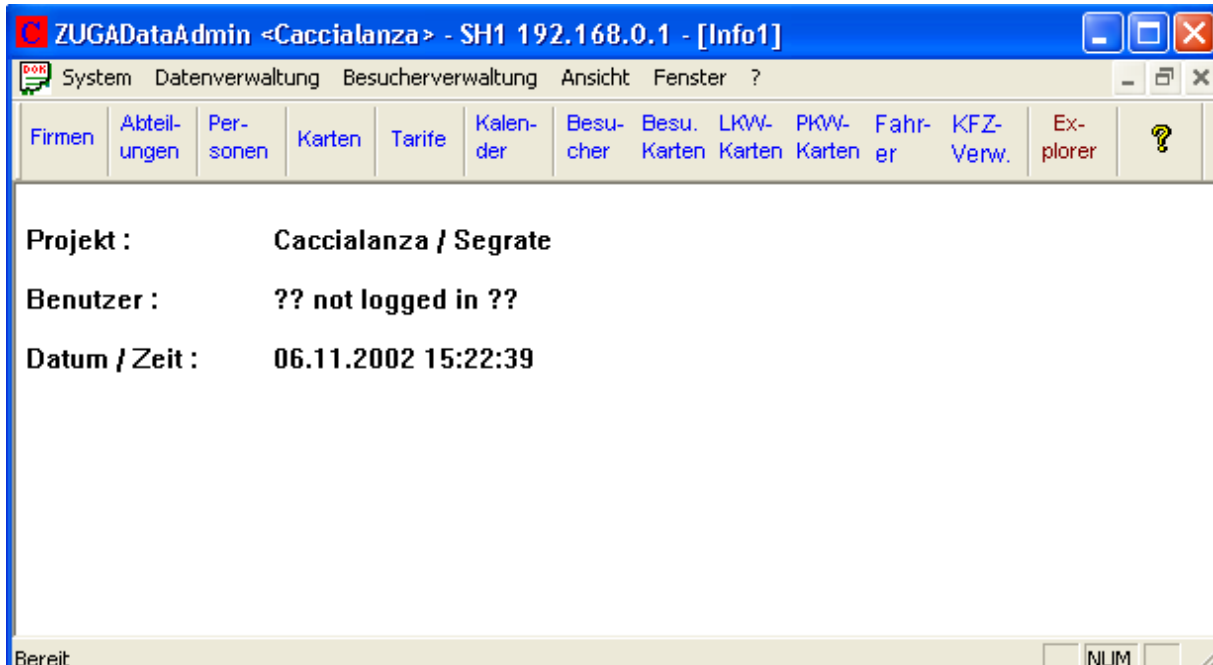 C ZUGADataAdmin <Caccialanza> - SH1 192.168.0.1 - [Info1]
DOK System Datenverwaltung Besucherverwaltung Ansicht Fenster ?
Firmen Abteil- Per- Karten Tarife Kalen- Besu- Besu. LKW- PKW- Fahr- KFZ- Ex- ?
ungen sonen der cher Karten Karten Karten er Verw. plorer
Projekt : Caccialanza / Segrate
Benutzer : ?? not logged in ??
Datum / Zeit : 06.11.2002 15:22:39
Bereit NUM